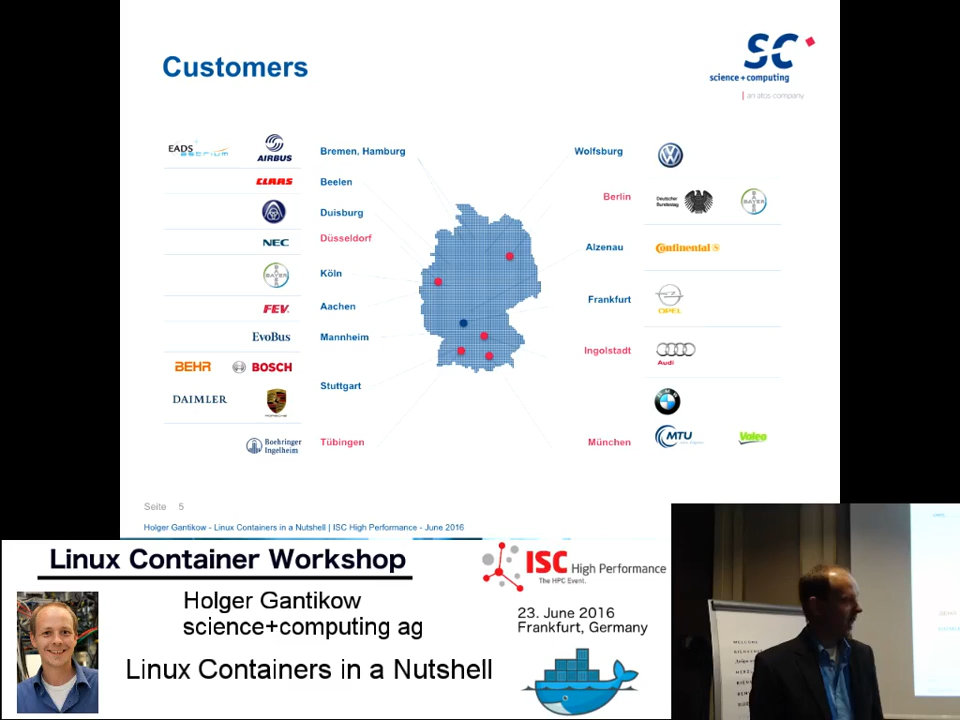 Customers
SC
science+computing
an atos company
EADS
astrium
AIRBUS
Bremen, Hamburg
CLAAS
Beelen
Duisburg
NEC
Düsseldorf
BAYER
Köln
FEV
Aachen
EvoBus
Mannheim
BEHR
BOSCH
Stuttgart
DAIMLER
PORSCHE
Boehringer
Ingelheim
Tübingen
Wolfsburg
Berlin
Deutscher
Bundestag
BAYER
Alzenau
Continental
Frankfurt
OPEL
Ingolstadt
Audi
BMW
München
MTU
Valeo
Seite 5
Holger Gantikow - Linux Containers in a Nutshell | ISC High Performance - June 2016
Linux Container Workshop
Holger Gantikow
science+computing ag
Linux Containers in a Nutshell
ISC High Performance
The HPC Event.
23. June 2016
Frankfurt, Germany